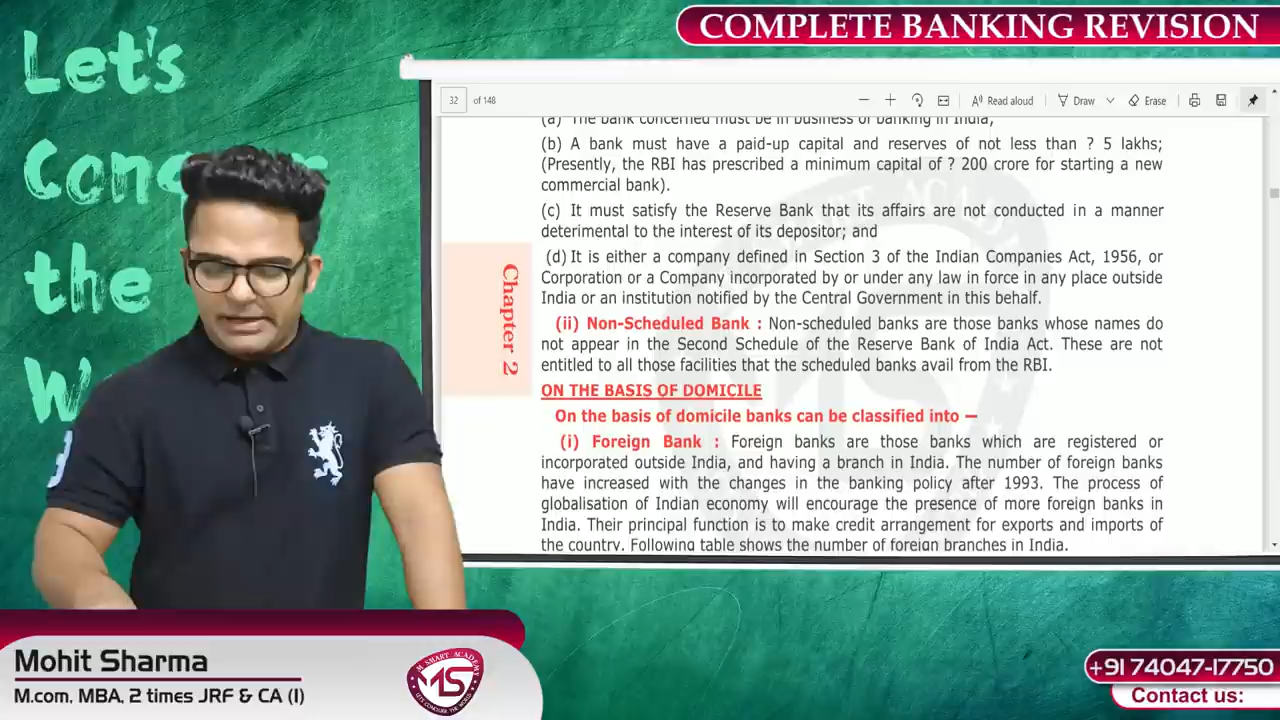 COMPLETE BANKING REVISION
Let's
Conq
the
W
32 of 148
Read aloud
Draw
Erase
(a) The bank concerned must be in business of banking in India;
(b) A bank must have a paid-up capital and reserves of not less than ? 5 lakhs;
(Presently, the RBI has prescribed a minimum capital of ? 200 crore for starting a new
commercial bank).
(c) It must satisfy the Reserve Bank that its affairs are not conducted in a manner
deterimental to the interest of its depositor; and
(d) It is either a company defined in Section 3 of the Indian Companies Act, 1956, or
Corporation or a Company incorporated by or under any law in force in any place outside
India or an institution notified by the Central Government in this behalf.
(ii) Non-Scheduled Bank : Non-scheduled banks are those banks whose names do
not appear in the Second Schedule of the Reserve Bank of India Act. These are not
entitled to all those facilities that the scheduled banks avail from the RBI.
ON THE BASIS OF DOMICILE
On the basis of domicile banks can be classified into —
(i) Foreign Bank : Foreign banks are those banks which are registered or
incorporated outside India, and having a branch in India. The number of foreign banks
have increased with the changes in the banking policy after 1993. The process of
globalisation of Indian economy will encourage the presence of more foreign banks in
India. Their principal function is to make credit arrangement for exports and imports of
the country. Following table shows the number of foreign branches in India.
Chapter 2
Mohit Sharma
M.com, MBA, 2 times JRF & CA (I)
M SMART ACADEMY
MS
LET'S CONQUER THE WORLD
+91 74047-17750
Contact us: